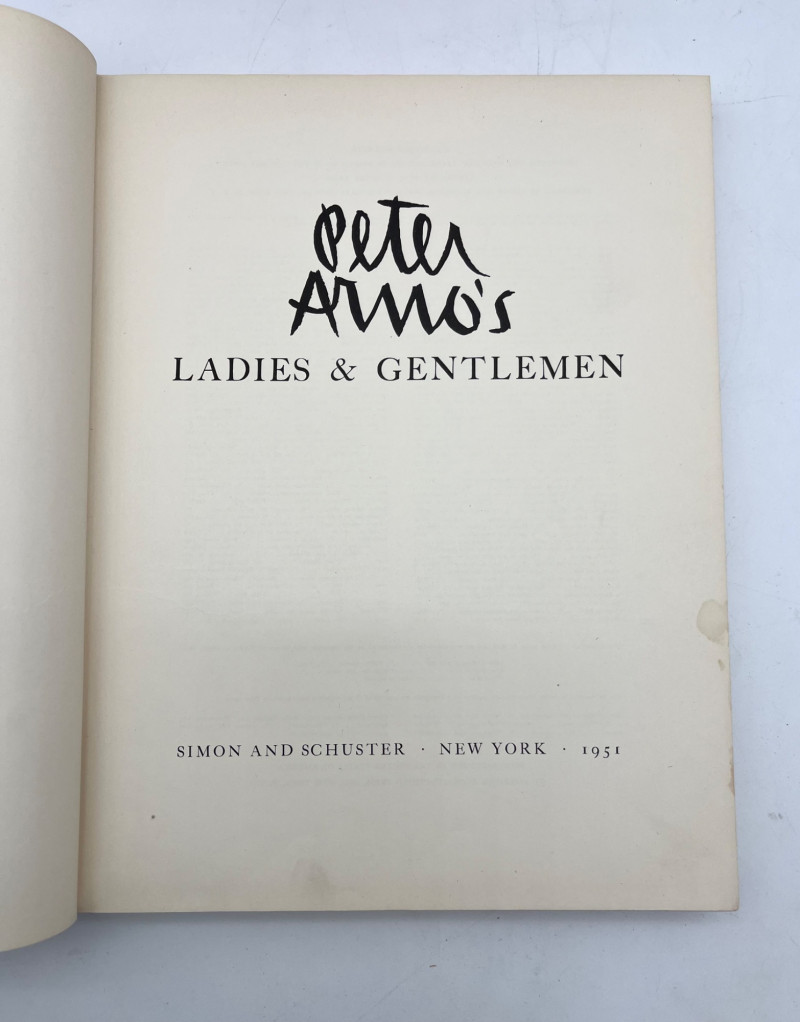 Peter
Arno's
LADIES & GENTLEMEN
SIMON AND SCHUSTER · NEW YORK · 1951